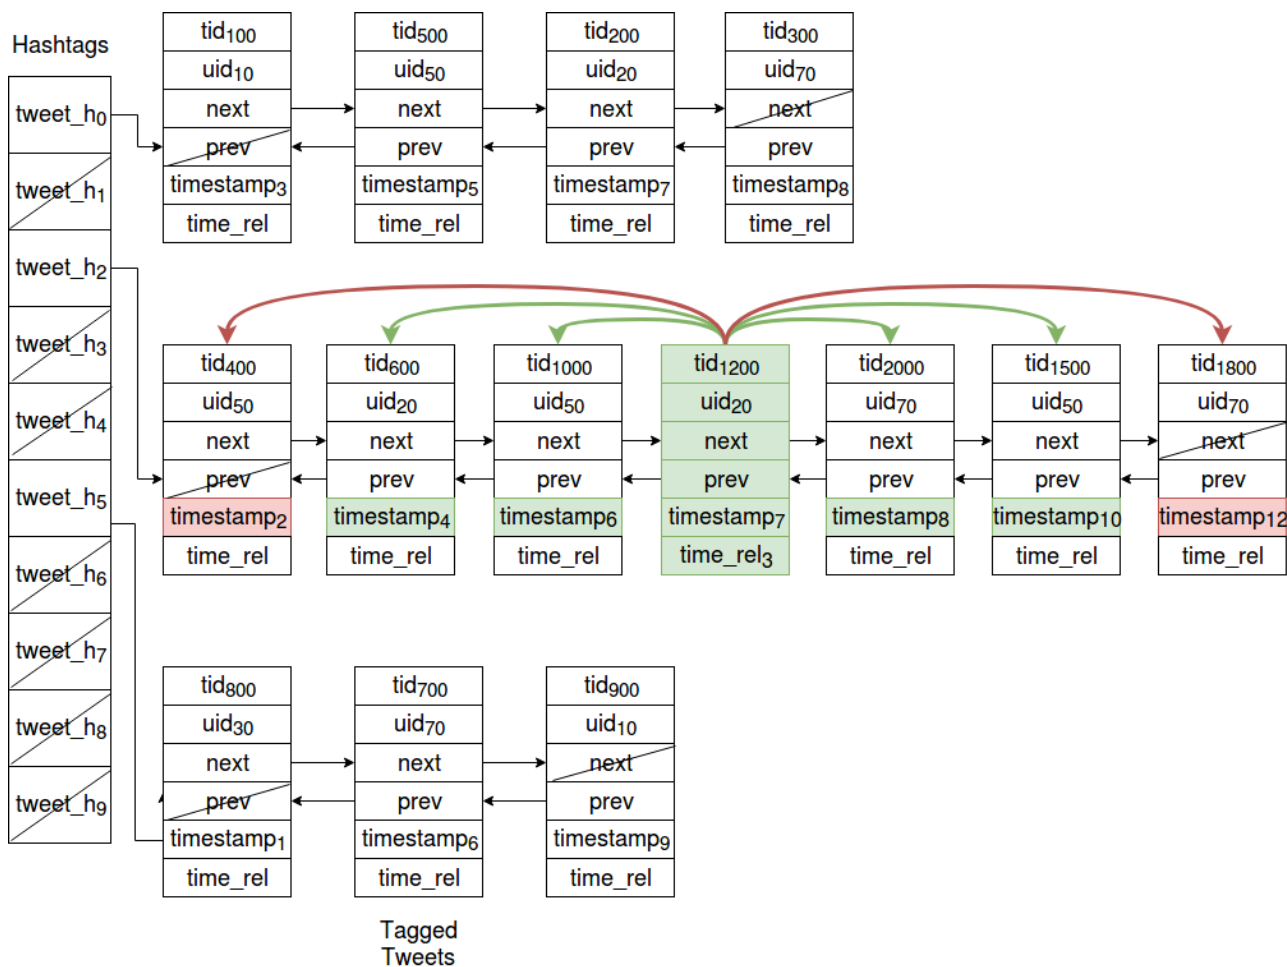 Hashtags
tweet_h0
tweet_h1
tweet_h2
tweet_h3
tweet_h4
tweet_h5
tweet_h6
tweet_h7
tweet_h8
tweet_h9
tid100
uid10
next
prev
timestamp3
time_rel
tid500
uid50
next
prev
timestamp5
time_rel
tid200
uid20
next
prev
timestamp7
time_rel
tid300
uid70
next
prev
timestamp8
time_rel
tid400
uid50
next
prev
timestamp2
time_rel
tid600
uid20
next
prev
timestamp4
time_rel
tid1000
uid50
next
prev
timestamp6
time_rel
tid1200
uid20
next
prev
timestamp7
time_rel3
tid2000
uid70
next
prev
timestamp8
time_rel
tid1500
uid50
next
prev
timestamp10
time_rel
tid1800
uid70
next
prev
timestamp12
time_rel
tid800
uid30
next
prev
timestamp1
time_rel
tid700
uid70
next
prev
timestamp6
time_rel
tid900
uid10
next
prev
timestamp9
time_rel
Tagged
Tweets